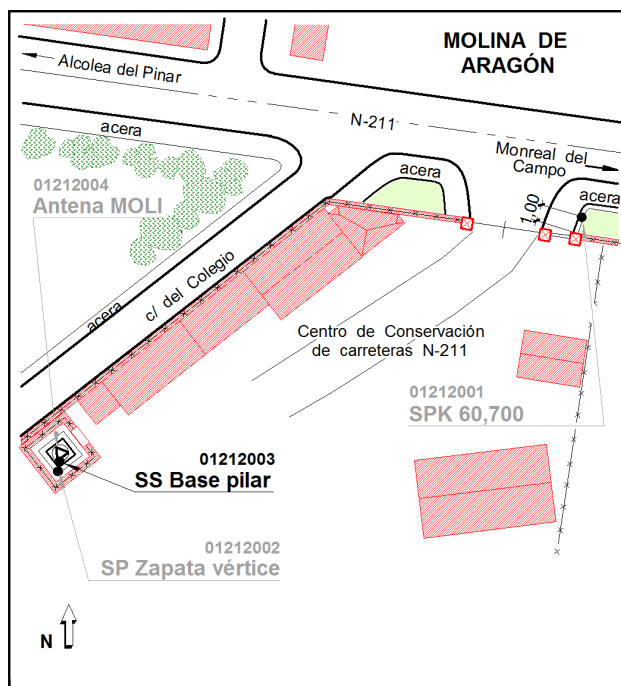 MOLINA DE
ARAGÓN
Alcolea del Pinar
N-211
acera
Monreal del
Campo
acera
acera
01212004
Antena MOLI
1,00
c/ del Colegio
acera
Centro de Conservación
de carreteras N-211
01212001
SPK 60,700
01212003
SS Base pilar
01212002
SP Zapata vértice
N